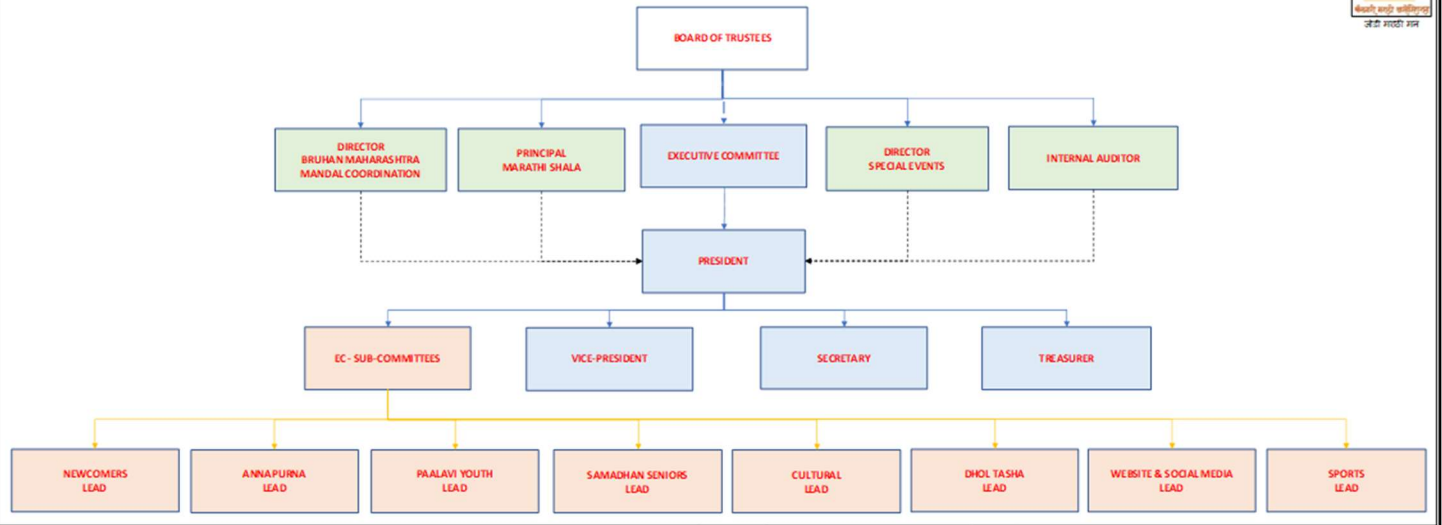 जोडी मराठी मनं
BOARD OF TRUSTEES
DIRECTOR
BRUHAN MAHARASHTRA
MANDAL COORDINATION
PRINCIPAL
MARATHI SHALA
EXECUTIVE COMMITTEE
DIRECTOR
SPECIAL EVENTS
INTERNAL AUDITOR
PRESIDENT
EC- SUB-COMMITTEES
VICE-PRESIDENT
SECRETARY
TREASURER
NEWCOMERS
LEAD
ANNAPURNA
LEAD
PAALAVI YOUTH
LEAD
SAMADHAN SENIORS
LEAD
CULTURAL
LEAD
DHOL TASHA
LEAD
WEBSITE & SOCIAL MEDIA
LEAD
SPORTS
LEAD